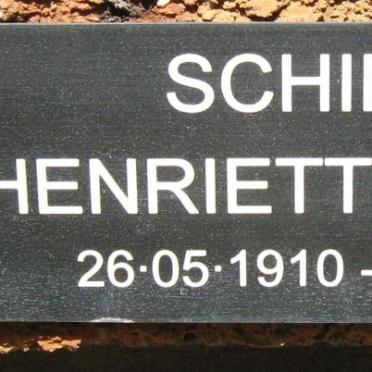 SCHI
HENRIETT
26·05·1910 -